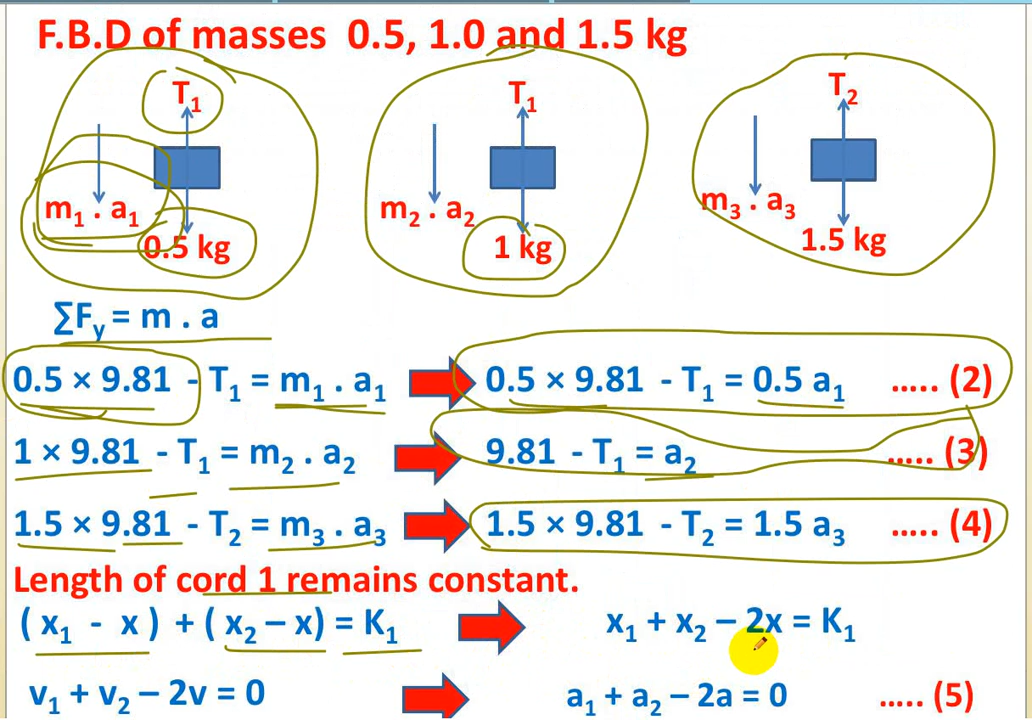 F.B.D of masses 0.5, 1.0 and 1.5 kg
T₁ T₁ T₂
m₁ . a₁ m₂ . a₂ m₃ . a₃
0.5 kg 1 kg 1.5 kg
∑Fᵧ = m . a
0.5 × 9.81 - T₁ = m₁ . a₁ 0.5 × 9.81 - T₁ = 0.5 a₁ ..... (2)
1 × 9.81 - T₁ = m₂ . a₂ 9.81 - T₁ = a₂ ..... (3)
1.5 × 9.81 - T₂ = m₃ . a₃ 1.5 × 9.81 - T₂ = 1.5 a₃ ..... (4)
Length of cord 1 remains constant.
( x₁ - x ) + ( x₂ – x) = K₁ x₁ + x₂ – 2x = K₁
v₁ + v₂ – 2v = 0 a₁ + a₂ – 2a = 0 ..... (5)